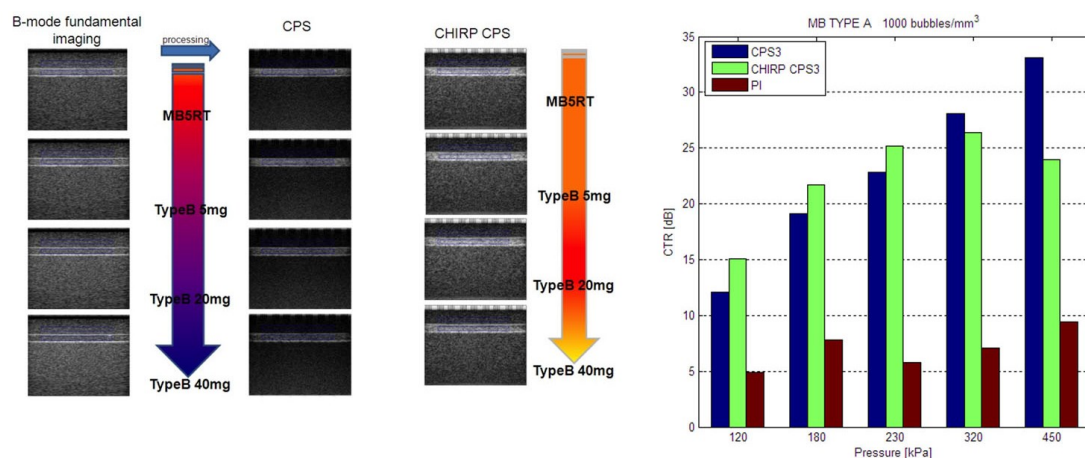 B-mode fundamental
imaging
processing
CPS
MB5RT
TypeB 5mg
TypeB 20mg
TypeB 40mg
CHIRP CPS
MB5RT
TypeB 5mg
TypeB 20mg
TypeB 40mg
MB TYPE A 1000 bubbles/mm³
CPS3
CHIRP CPS3
PI
CTR [dB]
35
30
25
20
15
10
5
0
120 180 230 320 450
Pressure [kPa]